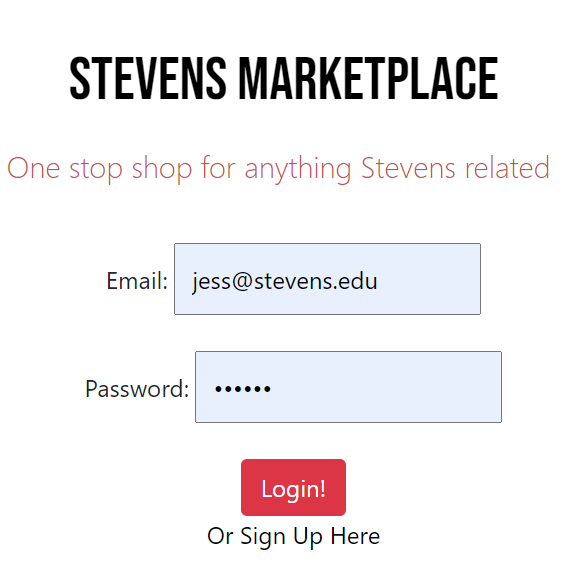 STEVENS MARKETPLACE
One stop shop for anything Stevens related
Email: jess@stevens.edu
Password: ••••••
Login!
Or Sign Up Here